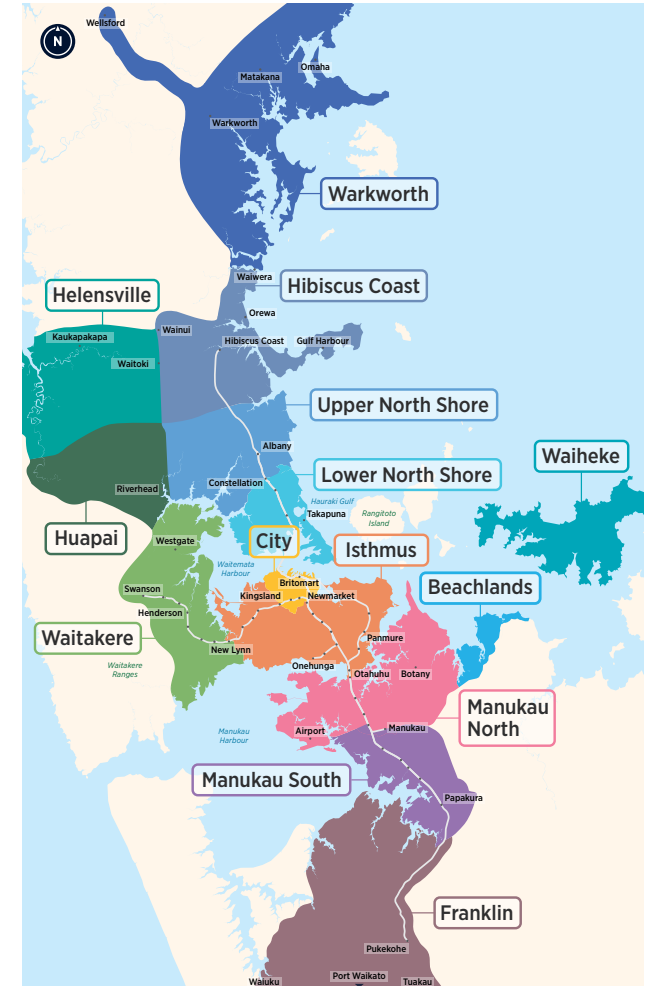 Wellsford
N
Omaha
Matakana
Warkworth
Warkworth
Waiwera
Hibiscus Coast
Helensville
Orewa
Kaukapakapa
Wainui
Hibiscus Coast
Gulf Harbour
Waitoki
Upper North Shore
Albany
Waiheke
Lower North Shore
Constellation
Riverhead
Hauraki Gulf
Takapuna
Rangitoto
Island
Huapai
Westgate
City
Isthmus
Waitemata
Harbour
Britomart
Beachlands
Swanson
Kingsland
Newmarket
Henderson
Waitakere
Panmure
New Lynn
Waitakere
Ranges
Onehunga
Otahuhu
Botany
Manukau
North
Manukau
Harbour
Airport
Manukau
Manukau South
Papakura
Franklin
Pukekohe
Port Waikato
Waiuku
Tuakau